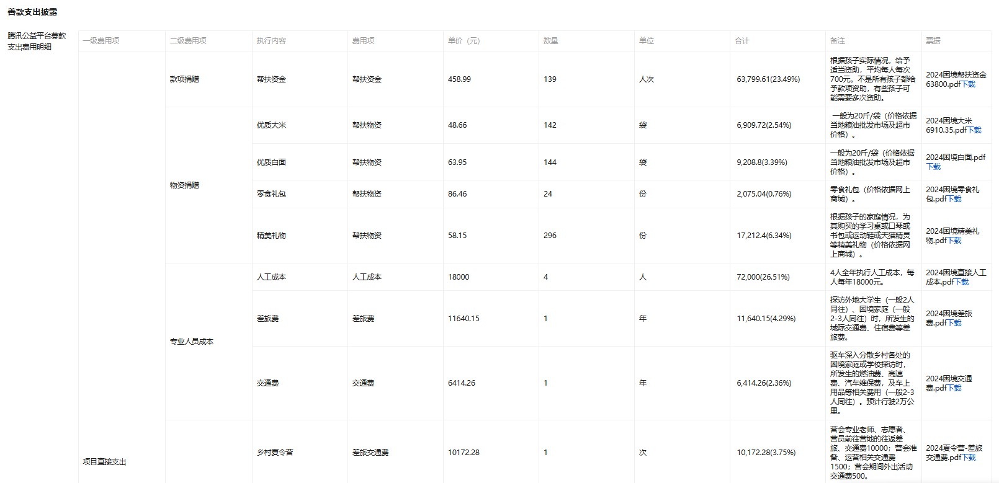 善款支出披露
腾讯公益平台募款
支出费用明细
一级费用项 二级费用项 执行内容 费用项 单价（元） 数量 单位 合计 备注 票据
款项捐赠 帮扶资金 帮扶资金 458.99 139 人次 63,799.61(23.49%)
根据孩子实际情况，给予
适当资助，平均每人每次
700元。不是所有孩子都给
予款项资助，有些孩子可
能需要多次资助。
2024困境帮扶资金
63800.pdf下载
物资捐赠
优质大米 帮扶物资 48.66 142 袋 6,909.72(2.54%)
一般为20斤/袋（价格依据
当地粮油批发市场及超市
价格）。
2024困境大米
6910.35.pdf下载
优质白面 帮扶物资 63.95 144 袋 9,208.8(3.39%)
一般为20斤/袋（价格依据
当地粮油批发市场及超市
价格）。
2024困境白面.pdf
下载
零食礼包 帮扶物资 86.46 24 份 2,075.04(0.76%)
零食礼包（价格依据网上
商城）。
2024困境零食礼
包.pdf下载
精美礼物 帮扶物资 58.15 296 份 17,212.4(6.34%)
根据孩子的家庭情况，为
其购买的学习桌或口琴或
书包或运动鞋或天猫精灵
等精美礼物（价格依据网
上商城）。
2024困境精美礼
物.pdf下载
专业人员成本
人工成本 人工成本 18000 4 人 72,000(26.51%)
4人全年执行人工成本，每
人每年18000元。
2024困境直接人工
成本.pdf下载
差旅费 差旅费 11640.15 1 年 11,640.15(4.29%)
探访外地大学生（一般2人
同往）、困境家庭（一般
2-3人同往）时，所发生的
城际交通费、住宿费等差
旅费。
2024困境差旅
费.pdf下载
交通费 交通费 6414.26 1 年 6,414.26(2.36%)
驱车深入分散乡村各处的
困境家庭或学校探访时，
所发生的燃油费、高速
费、汽车维保费，及车上
用品等相关费用（一般2-3
人同往）。预计行驶2万公
里。
2024困境交通
费.pdf下载
项目直接支出
乡村夏令营 差旅交通费 10172.28 1 次 10,172.28(3.75%)
营会专业老师、志愿者、
营员前往营地的往返差
旅、交通费10000；营会准
备、运营相关交通费
1500；营会期间外出活动
交通费500。
2024夏令营-差旅
交通费.pdf下载